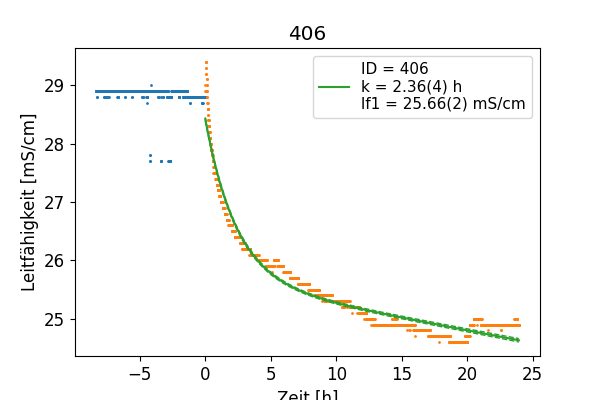 406
ID = 406
k = 2.36(4) h
lf1 = 25.66(2) mS/cm
Leitfähigkeit [mS/cm]
29
28
27
26
25
−5
0
5
10
15
20
25
Zeit [h]